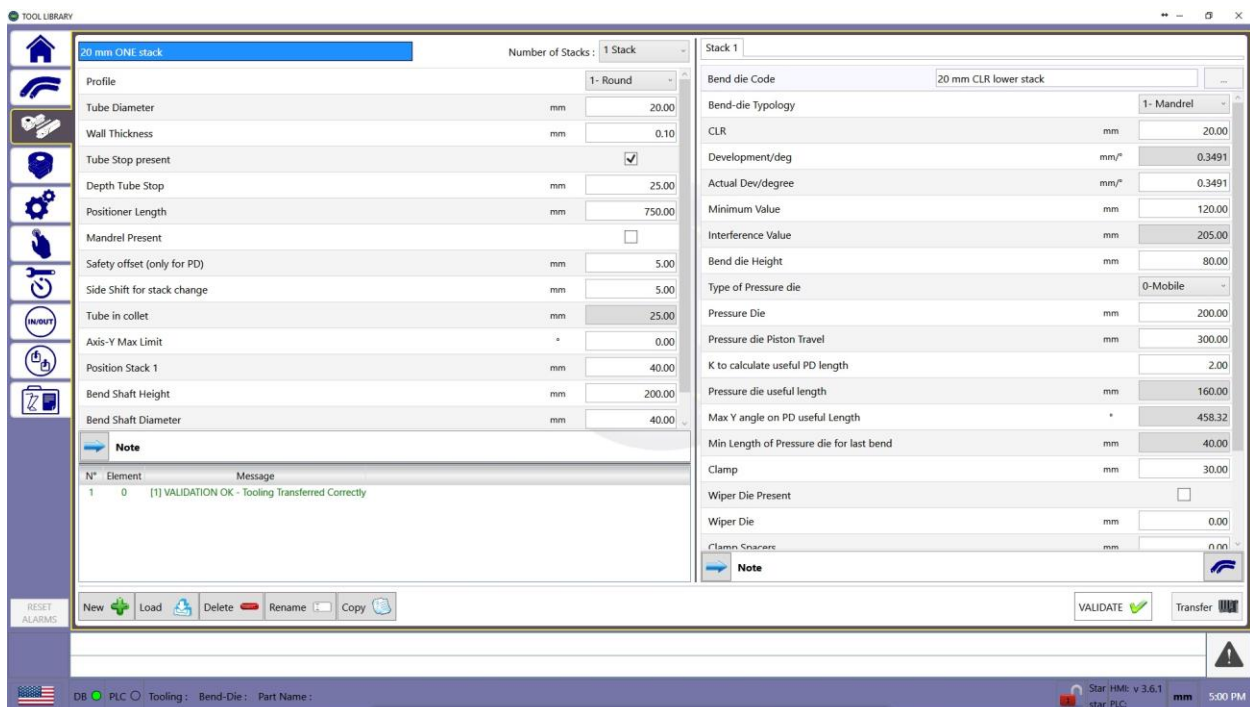 TOOL LIBRARY
20 mm ONE stack
Number of Stacks : 1 Stack
Profile 1- Round
Tube Diameter mm 20.00
Wall Thickness mm 0.10
Tube Stop present
Depth Tube Stop mm 25.00
Positioner Length mm 750.00
Mandrel Present
Safety offset (only for PD) mm 5.00
Side Shift for stack change mm 5.00
Tube in collet mm 25.00
Axis-Y Max Limit ° 0.00
Position Stack 1 mm 40.00
Bend Shaft Height mm 200.00
Bend Shaft Diameter mm 40.00
Note
N° Element Message
1 0 [1] VALIDATION OK - Tooling Transferred Correctly
Stack 1
Bend die Code 20 mm CLR lower stack ...
Bend-die Typology 1- Mandrel
CLR mm 20.00
Development/deg mm/° 0.3491
Actual Dev/degree mm/° 0.3491
Minimum Value mm 120.00
Interference Value mm 205.00
Bend die Height mm 80.00
Type of Pressure die 0-Mobile
Pressure Die mm 200.00
Pressure die Piston Travel mm 300.00
K to calculate useful PD length 2.00
Pressure die useful length mm 160.00
Max Y angle on PD useful Length ° 458.32
Min Length of Pressure die for last bend mm 40.00
Clamp mm 30.00
Wiper Die Present
Wiper Die mm 0.00
Clamp Spacers mm 0.00
Note
IN/OUT
RESET
ALARMS
New Load Delete Rename Copy
VALIDATE Transfer
DB PLC Tooling : Bend-Die : Part Name :
1
Star HMI: v 3.6.1
star PLC:
mm 5:00 PM